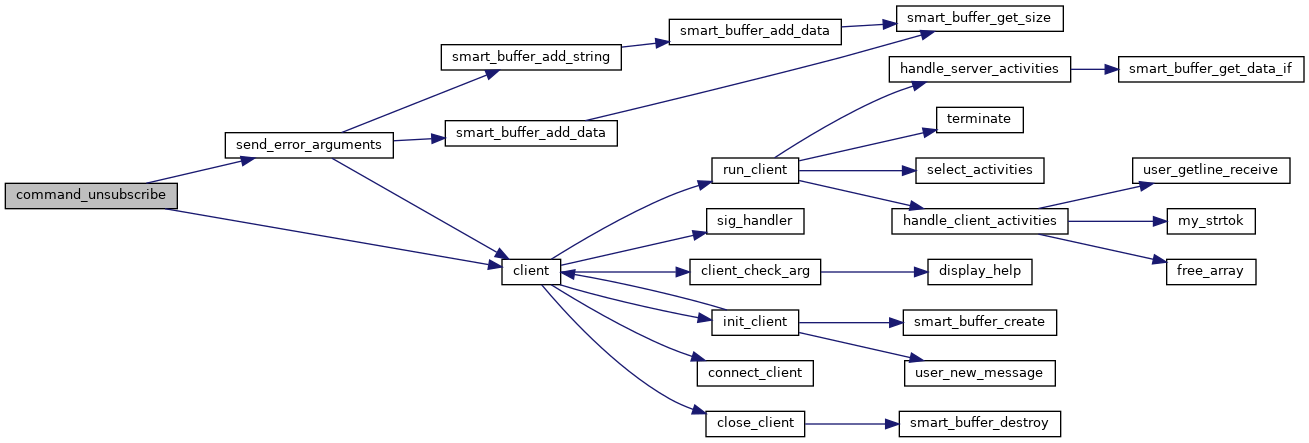 command_unsubscribe
send_error_arguments
smart_buffer_add_string
smart_buffer_add_data
smart_buffer_add_data
smart_buffer_get_size
client
run_client
handle_server_activities
smart_buffer_get_data_if
terminate
select_activities
handle_client_activities
user_getline_receive
my_strtok
free_array
sig_handler
client_check_arg
display_help
init_client
smart_buffer_create
user_new_message
connect_client
close_client
smart_buffer_destroy